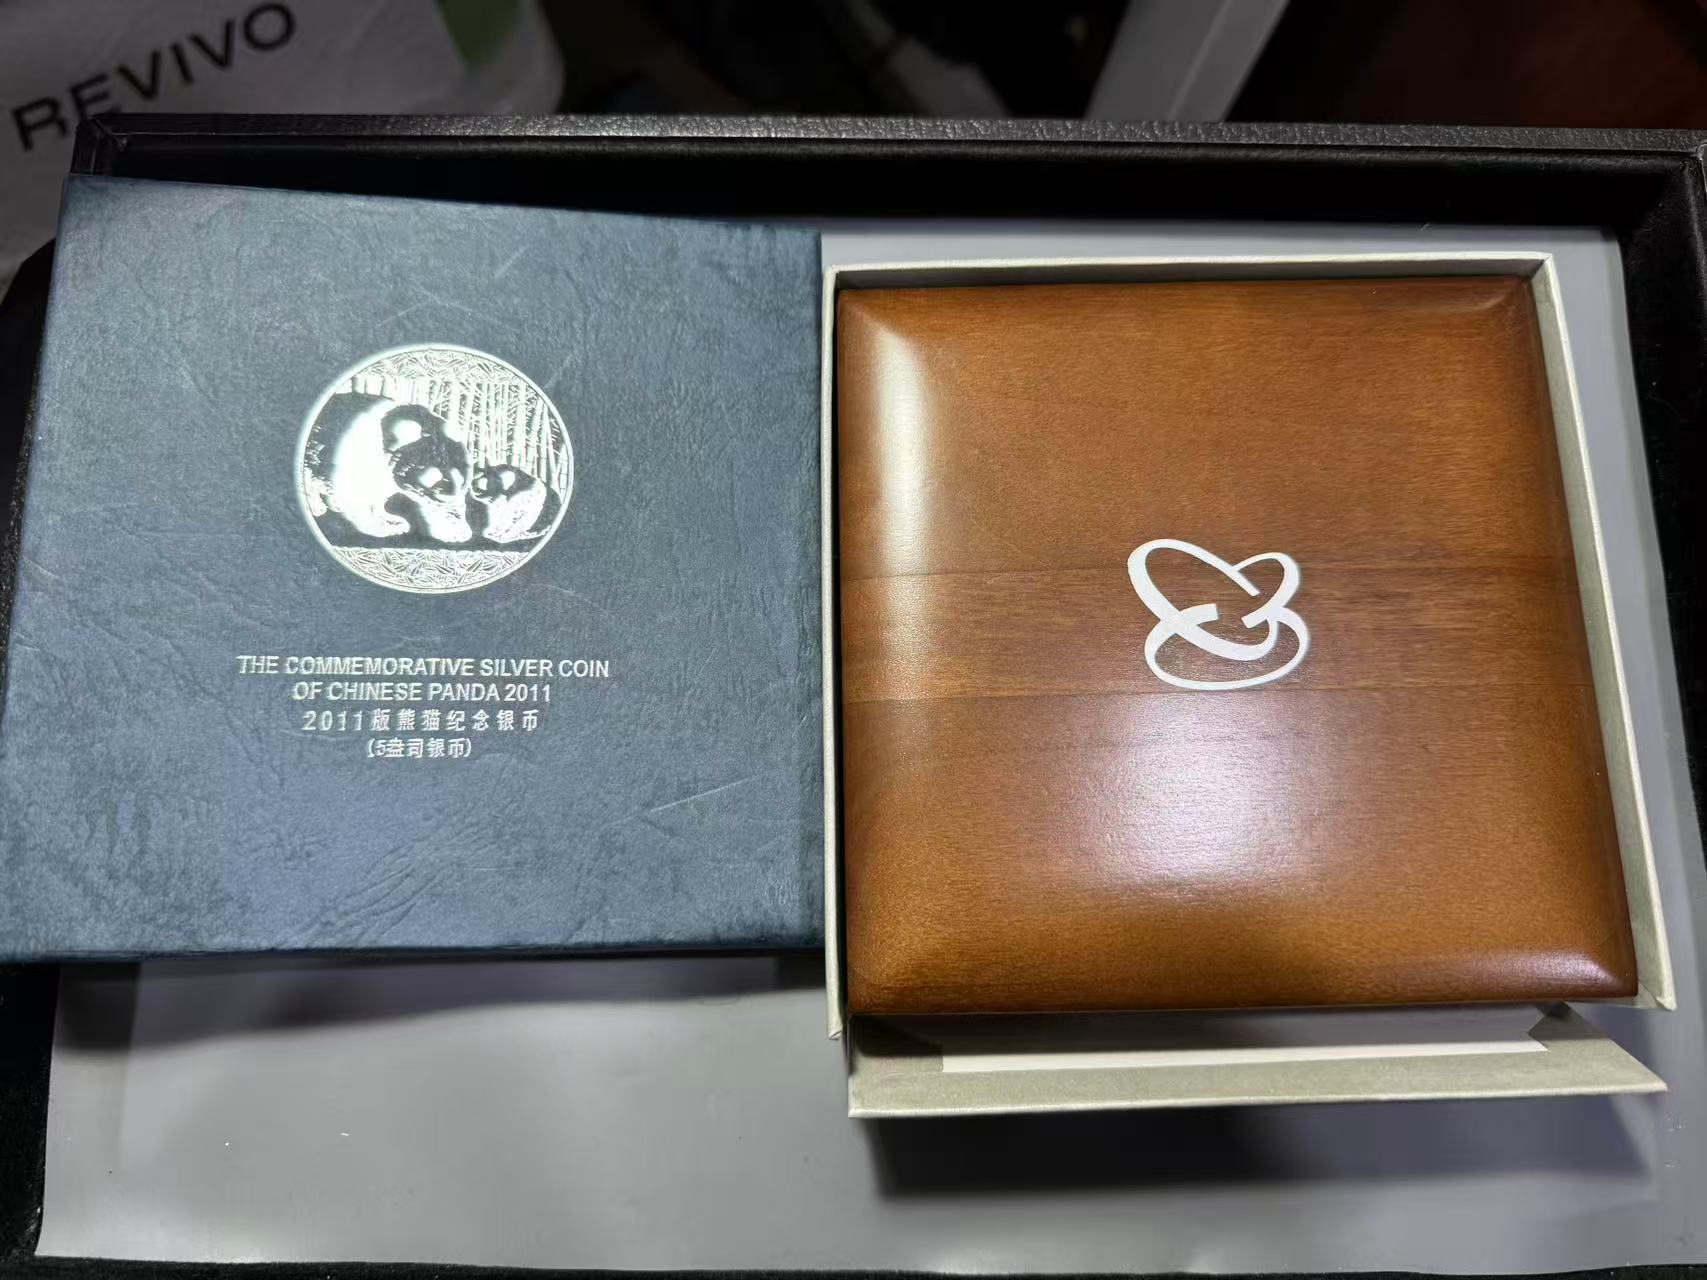 REVIVO
THE COMMEMORATIVE SILVER COIN
OF CHINESE PANDA 2011
2011版熊猫纪念银币
(5盎司银币)